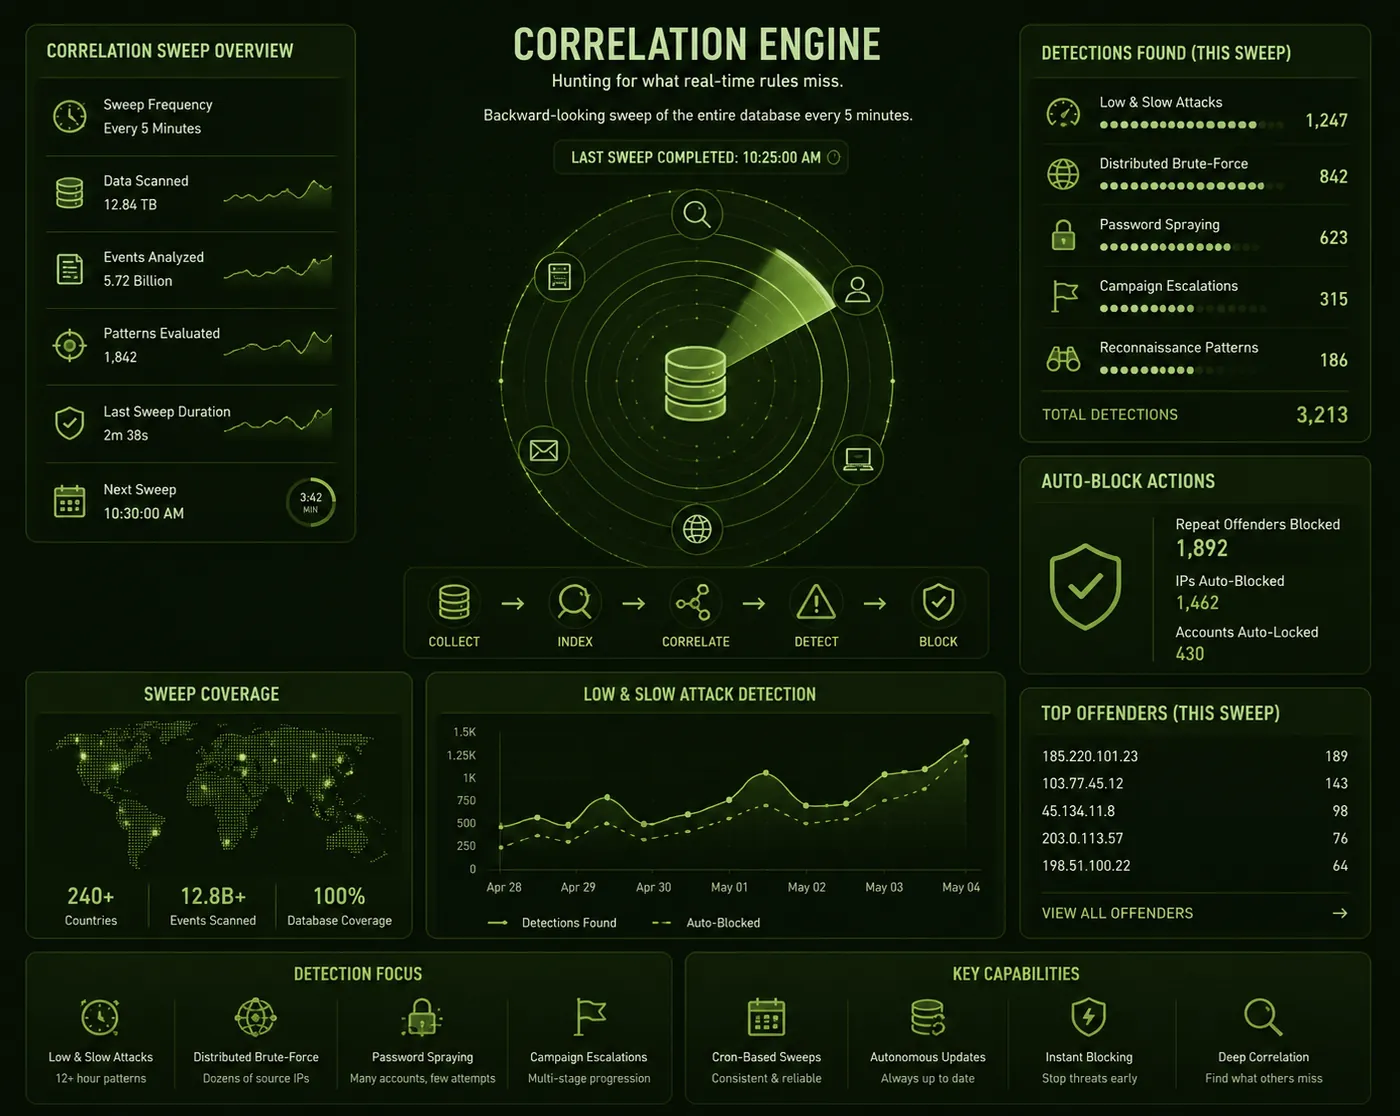 CORRELATION SWEEP OVERVIEW
Sweep Frequency
Every 5 Minutes
Data Scanned
12.84 TB
Events Analyzed
5.72 Billion
Patterns Evaluated
1,842
Last Sweep Duration
2m 38s
Next Sweep
10:30:00 AM
3:42
MIN
CORRELATION ENGINE
Hunting for what real-time rules miss.
Backward-looking sweep of the entire database every 5 minutes.
LAST SWEEP COMPLETED: 10:25:00 AM
COLLECT
INDEX
CORRELATE
DETECT
BLOCK
DETECTIONS FOUND (THIS SWEEP)
Low & Slow Attacks
1,247
Distributed Brute-Force
842
Password Spraying
623
Campaign Escalations
315
Reconnaissance Patterns
186
TOTAL DETECTIONS
3,213
AUTO-BLOCK ACTIONS
Repeat Offenders Blocked
1,892
IPs Auto-Blocked
1,462
Accounts Auto-Locked
430
SWEEP COVERAGE
240+
Countries
12.8B+
Events Scanned
100%
Database Coverage
LOW & SLOW ATTACK DETECTION
1.5K
1.25K
1K
750
500
250
0
Apr 28
Apr 29
Apr 30
May 01
May 02
May 03
May 04
Detections Found
Auto-Blocked
TOP OFFENDERS (THIS SWEEP)
185.220.101.23 189
103.77.45.12 143
45.134.11.8 98
203.0.113.57 76
198.51.100.22 64
VIEW ALL OFFENDERS
DETECTION FOCUS
Low & Slow Attacks
12+ hour patterns
Distributed Brute-Force
Dozens of source IPs
Password Spraying
Many accounts, few attempts
Campaign Escalations
Multi-stage progression
KEY CAPABILITIES
Cron-Based Sweeps
Consistent & reliable
Autonomous Updates
Always up to date
Instant Blocking
Stop threats early
Deep Correlation
Find what others miss